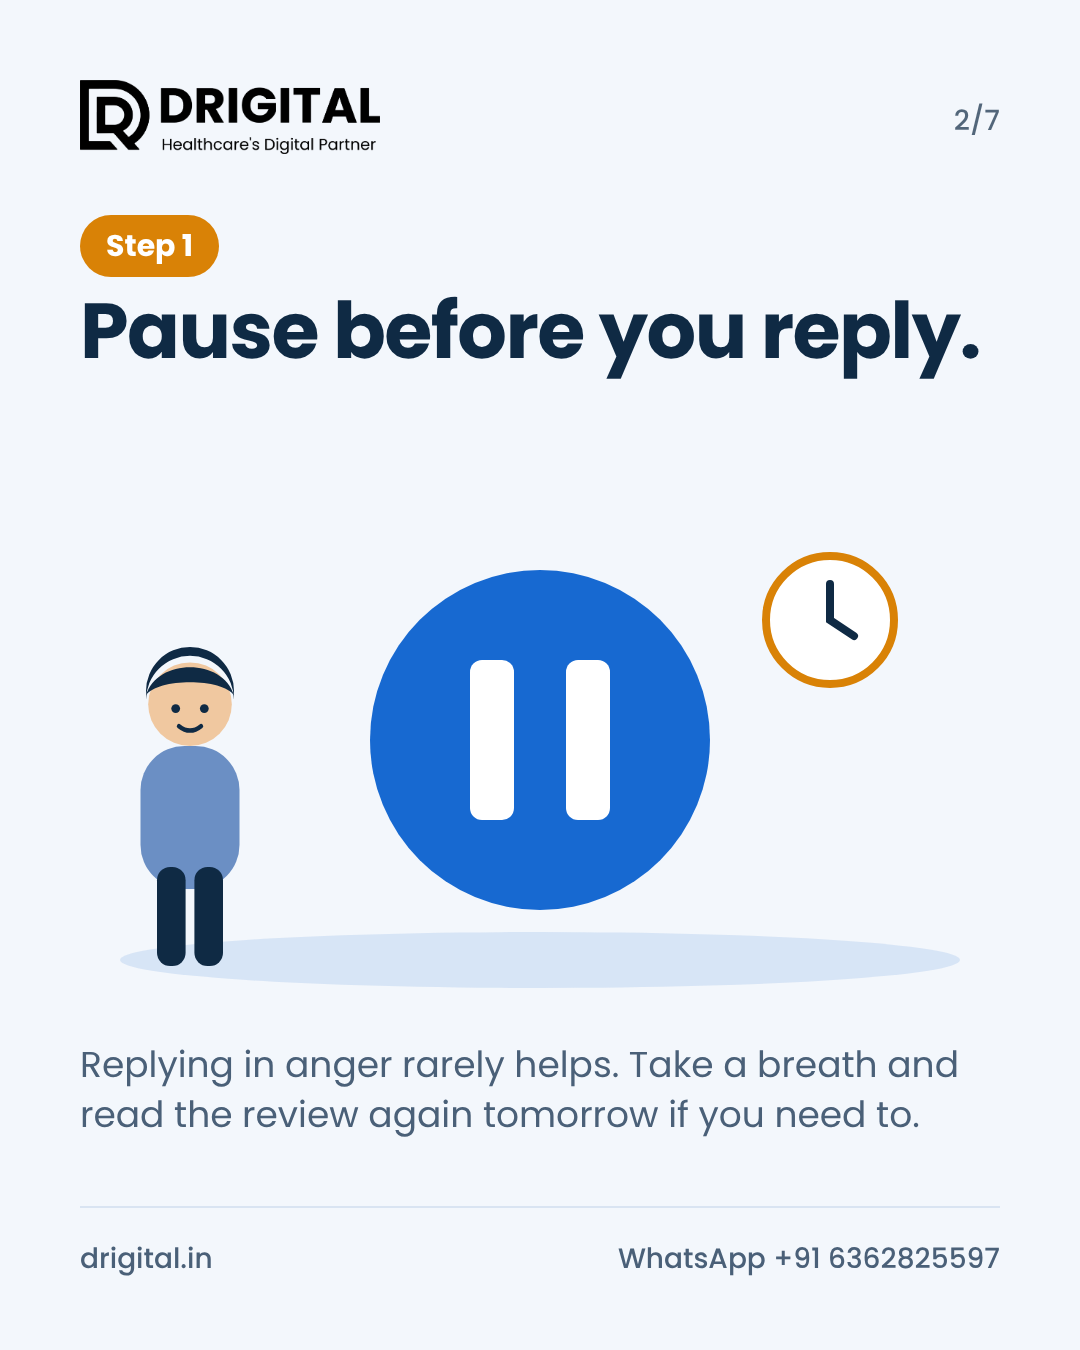 DRIGITAL
Healthcare's Digital Partner
2/7
Step 1
Pause before you reply.
Replying in anger rarely helps. Take a breath and
read the review again tomorrow if you need to.
drigital.in
WhatsApp +91 6362825597